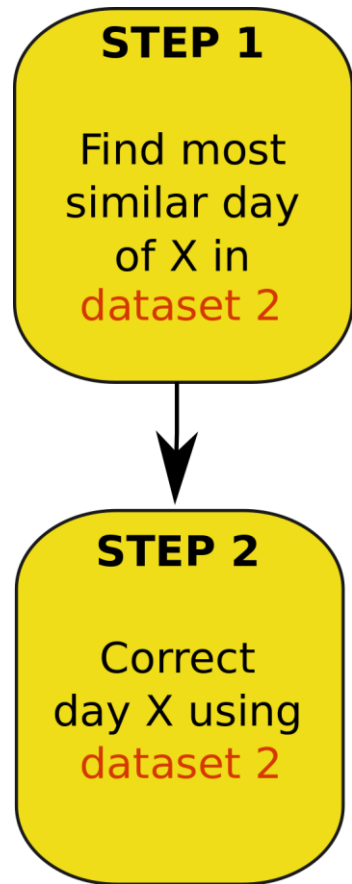 STEP 1
Find most
similar day
of X in
dataset 2
STEP 2
Correct
day X using
dataset 2